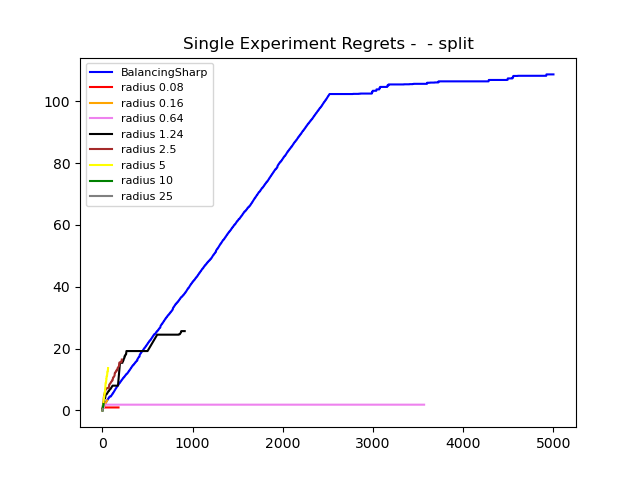 Single Experiment Regrets -  - split
BalancingSharp
radius 0.08
radius 0.16
radius 0.64
radius 1.24
radius 2.5
radius 5
radius 10
radius 25
100
80
60
40
20
0
0 1000 2000 3000 4000 5000